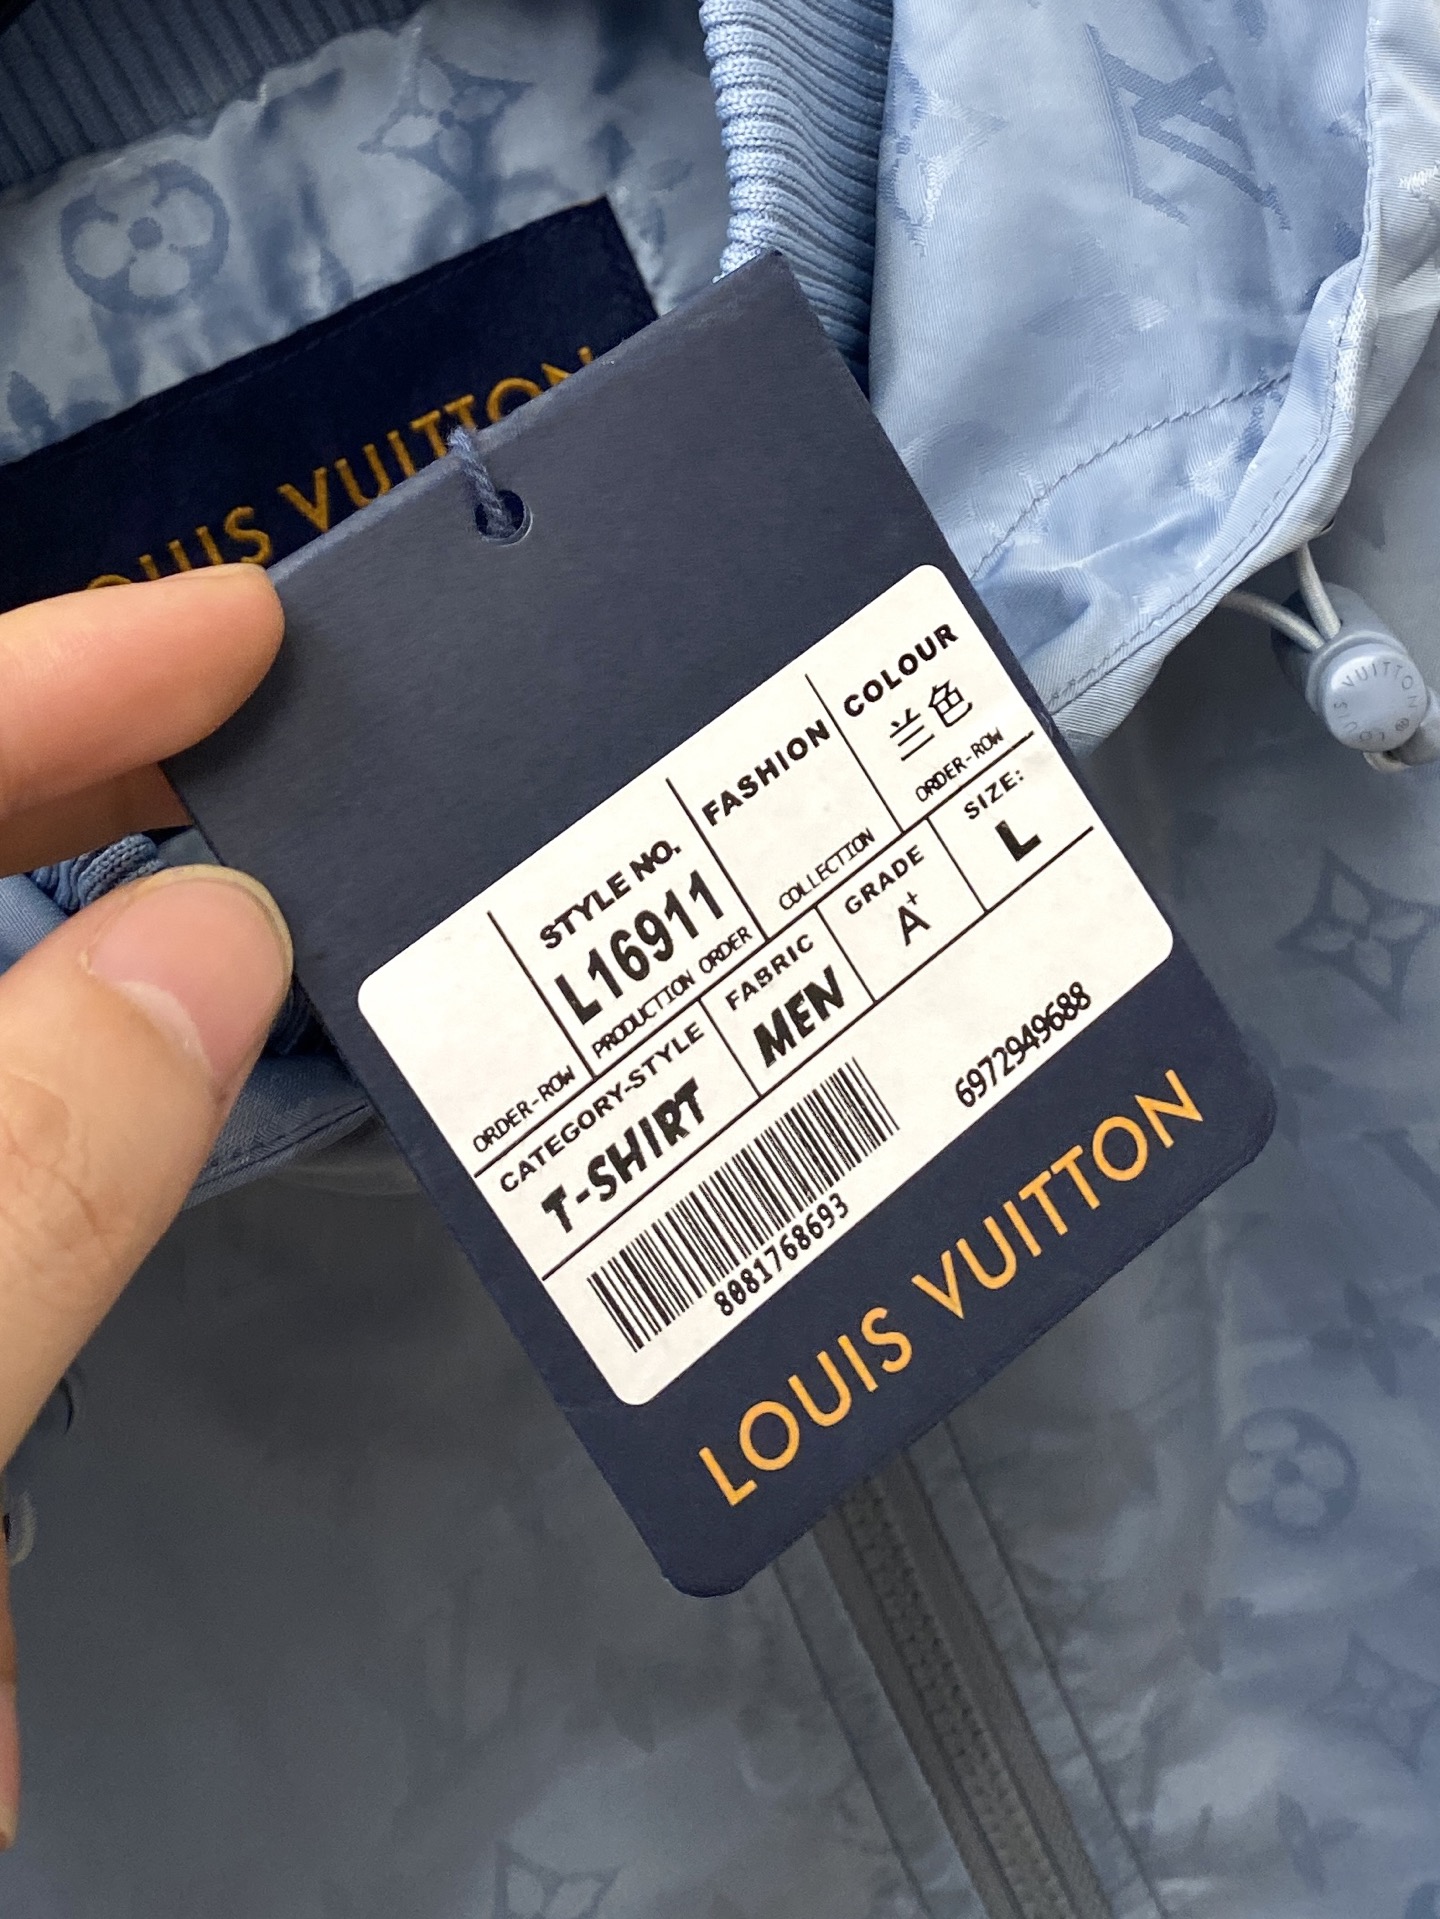 LOUIS VUITTON
STYLE NO.
L16911
PRODUCTION ORDER
FASHION
COLLECTION
COLOUR
兰色
ORDER-ROW
ORDER-ROW
CATEGORY-STYLE
T-SHIRT
FABRIC
MEN
GRADE
A+
SIZE:
L
8081768693
6972949688
LOUIS VUITTON
LOUIS VUITTON